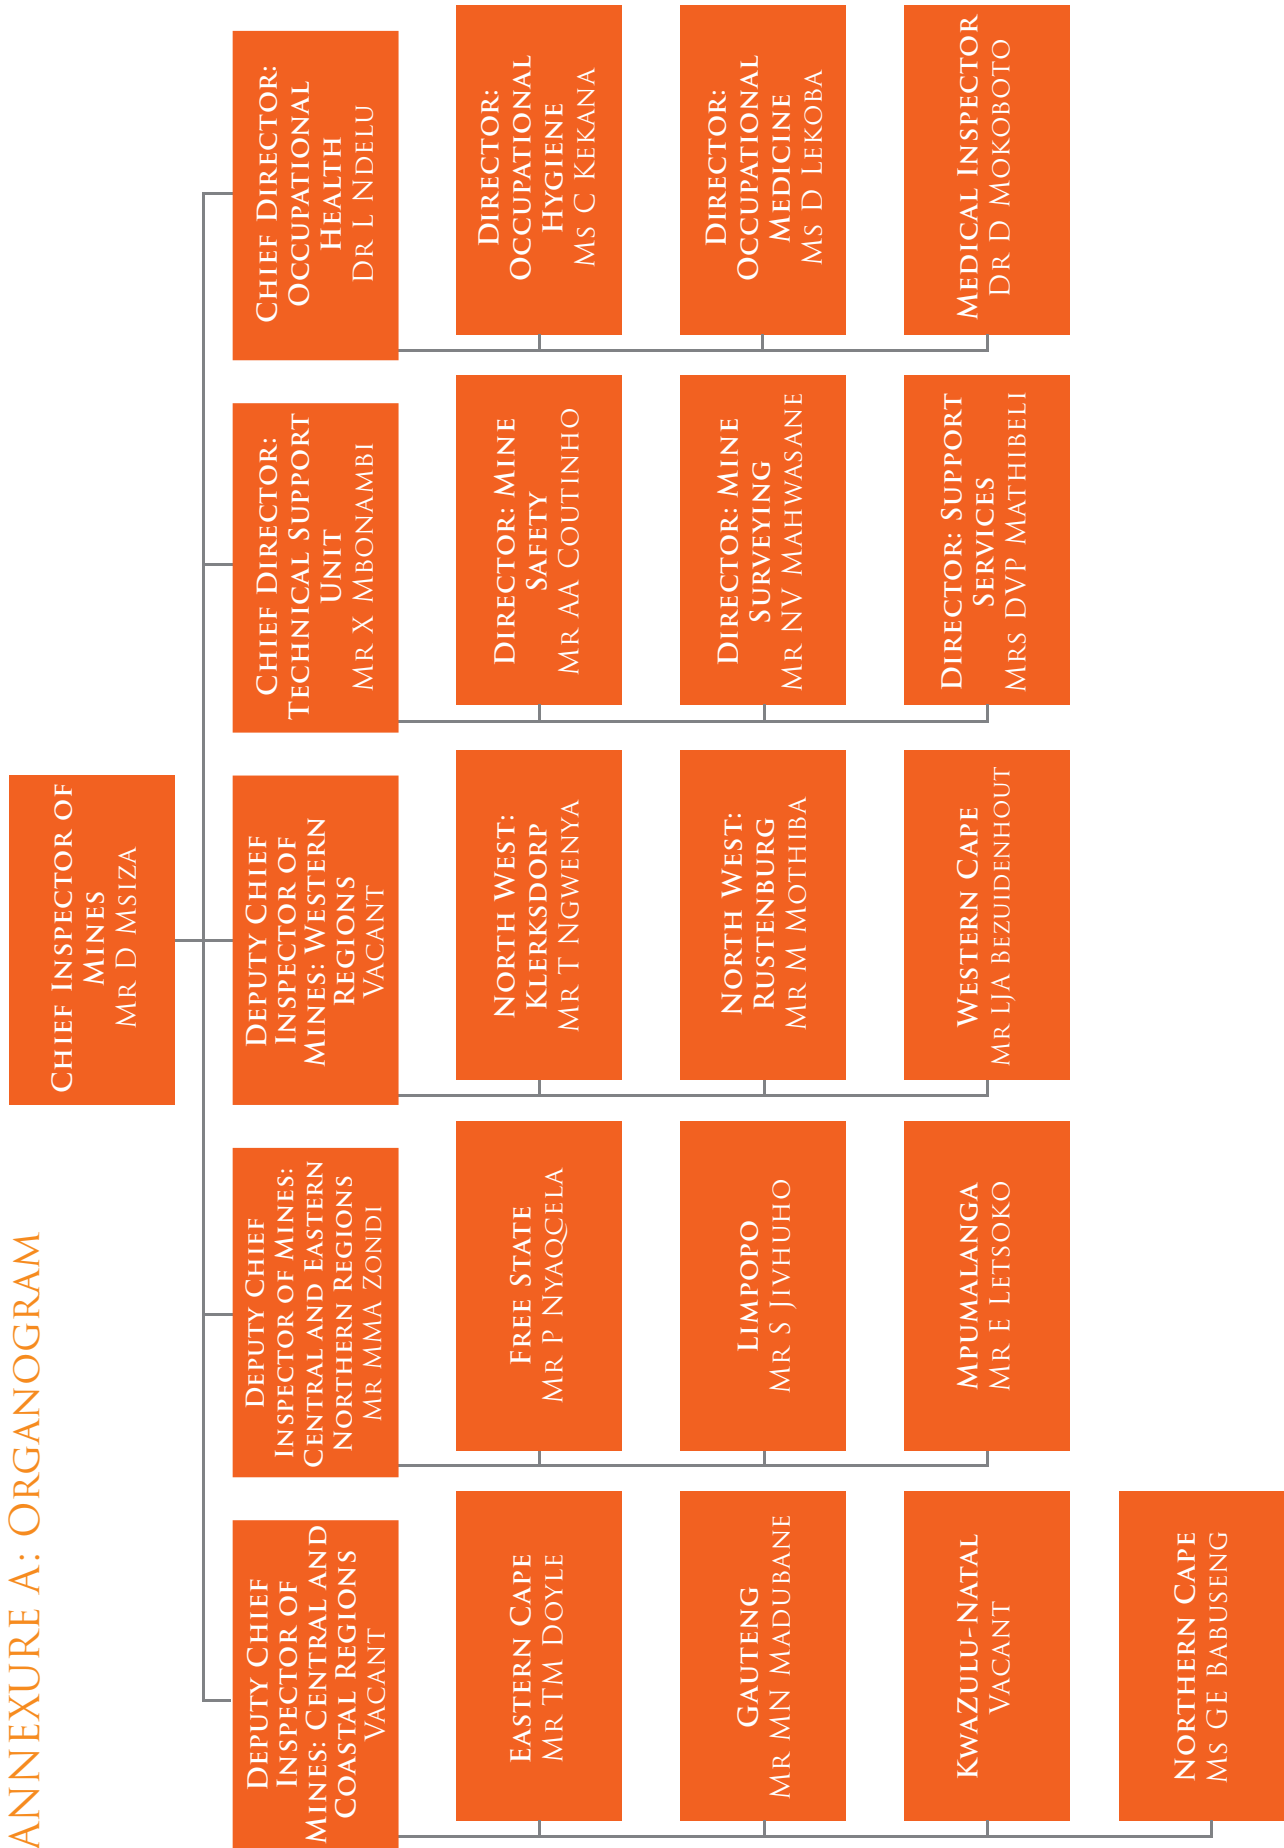 Annexure A: Organogram
Chief Inspector of
Mines
Mr D Msiza
Deputy Chief
Inspector of
Mines: Central and
Coastal Regions
Vacant
Eastern Cape
Mr TM Doyle
Gauteng
Mr MN Madubane
KwaZulu-Natal
Vacant
Northern Cape
Ms GE Babuseng
Deputy Chief
Inspector of Mines:
Central and Eastern
Northern Regions
Mr MMA Zondi
Free State
Mr P Nyaqcela
Limpopo
Mr S Jivhuho
Mpumalanga
Mr E Letsoko
Deputy Chief
Inspector of
Mines: Western
Regions
Vacant
North West:
Klerksdorp
Mr T Ngwenya
North West:
Rustenburg
Mr M Mothiba
Western Cape
Mr LJA Bezuidenhout
Chief Director:
Technical Support
Unit
Mr X Mbonambi
Director: Mine
Safety
Mr AA Coutinho
Director: Mine
Surveying
Mr NV Mahwasane
Director: Support
Services
Mrs DVP Mathibeli
Chief Director:
Occupational
Health
Dr L Ndelu
Director:
Occupational
Hygiene
Ms C Kekana
Director:
Occupational
Medicine
Ms D Lekoba
Medical Inspector
Dr D Mokoboto